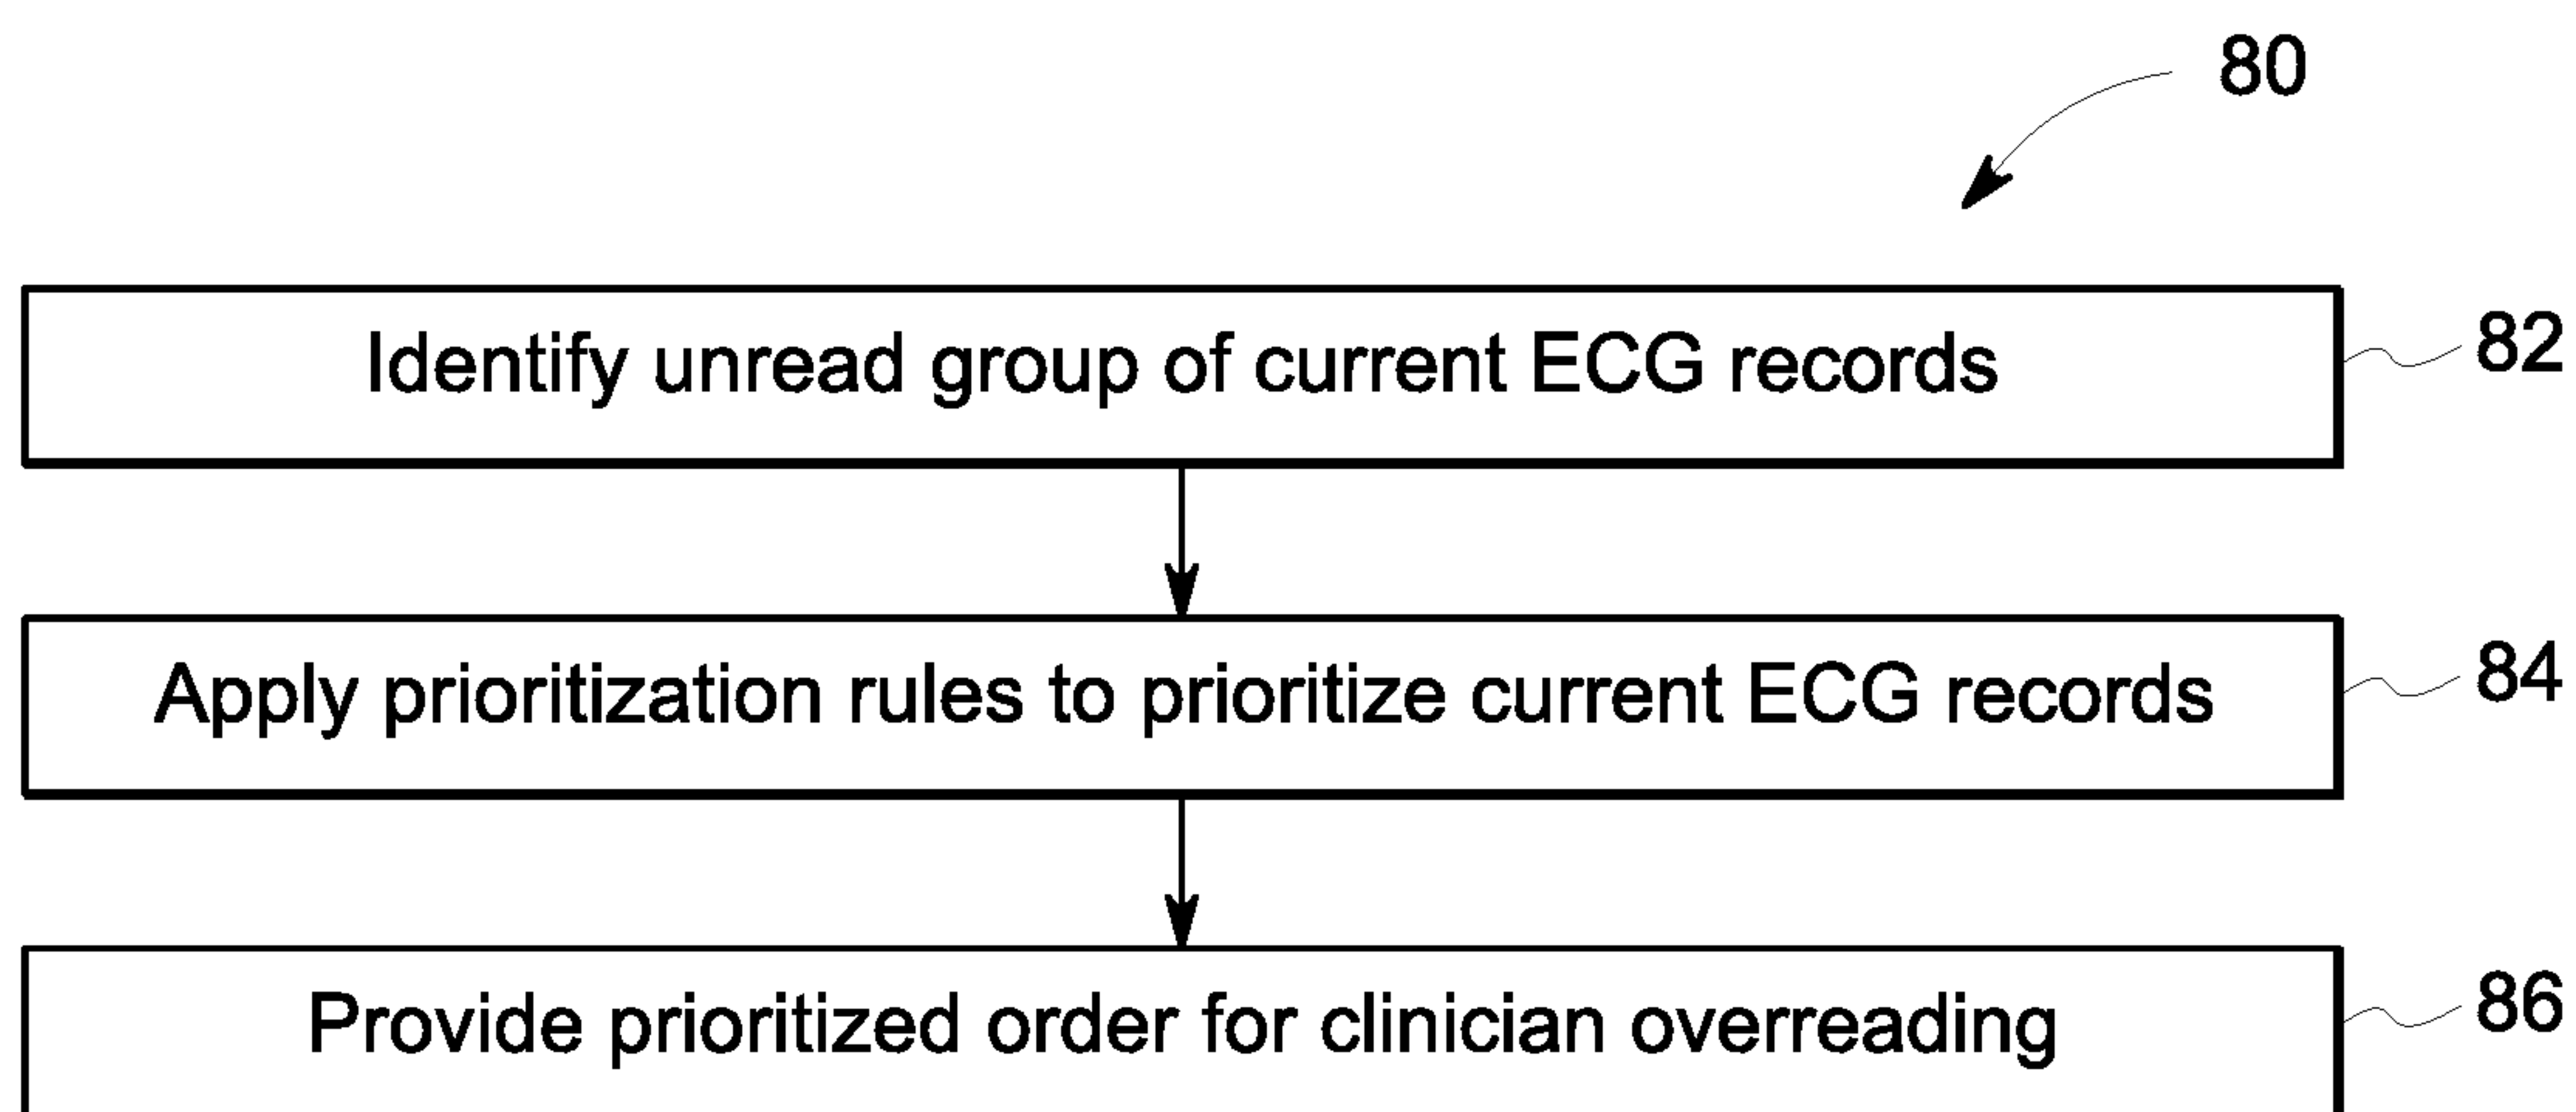 80
Identify unread group of current ECG records
82
Apply prioritization rules to prioritize current ECG records
84
Provide prioritized order for clinician overreading
86